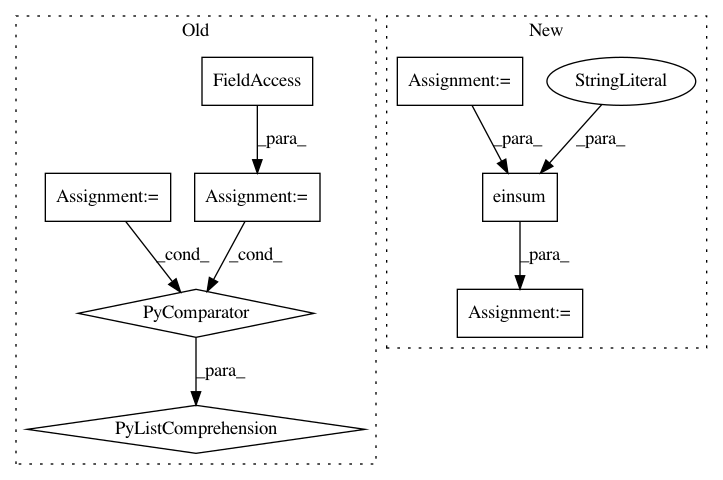 Old
New
FieldAccess
Assignment:=
StringLiteral
_para_
_para_
_para_
Assignment:=
Assignment:=
einsum
_cond_
_cond_
_para_
PyComparator
Assignment:=
_para_
PyListComprehension